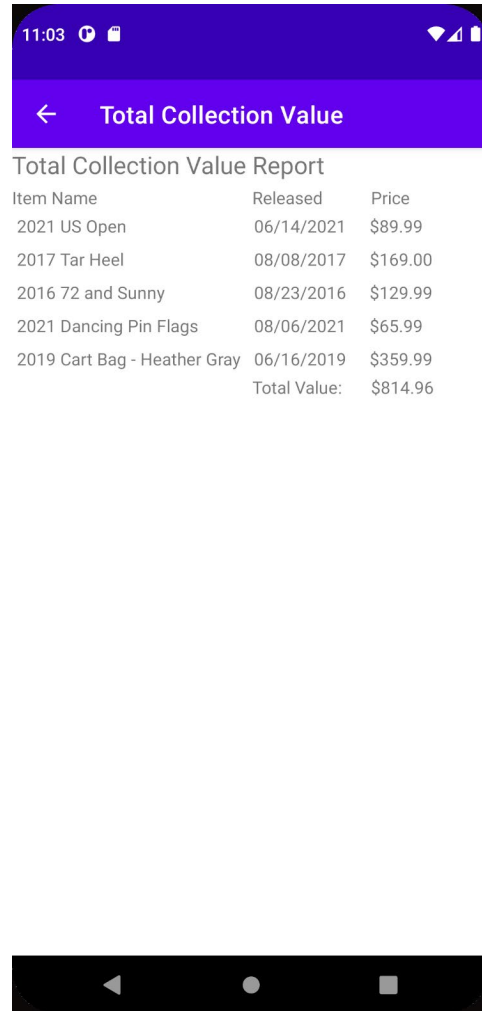 11:03
Total Collection Value
Total Collection Value Report
Item Name Released Price
2021 US Open 06/14/2021 $89.99
2017 Tar Heel 08/08/2017 $169.00
2016 72 and Sunny 08/23/2016 $129.99
2021 Dancing Pin Flags 08/06/2021 $65.99
2019 Cart Bag - Heather Gray 06/16/2019 $359.99
Total Value: $814.96